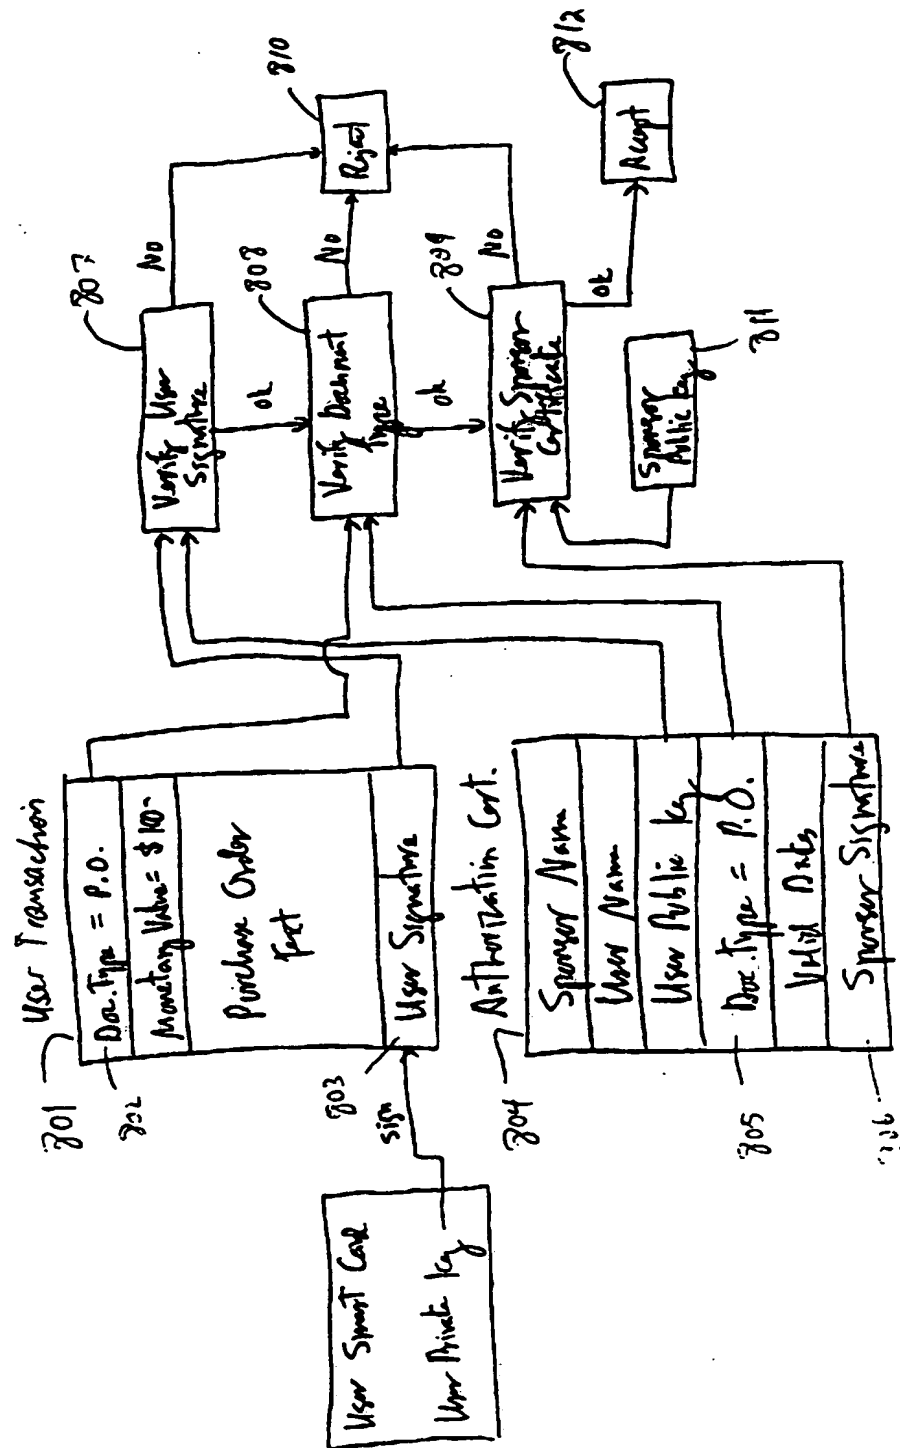 User Smart Card
User Private key
sign
801
User Transaction
802
Doc.Type = P.O.
Monetary Value = $ 10-
Purchase Order
Text
803
User Signature
804
Authorization Cert.
Sponsor Name
User Name
User Public key
805
Doc.Type = P.O.
Valid Dates
Sponsor Signature
807
Verify User
Signature
No
ok
808
Verify Document
Type
No
ok
809
Verify Sponsor
Certificate
No
ok
Sponsor
Public key
811
810
Reject
812
Accept